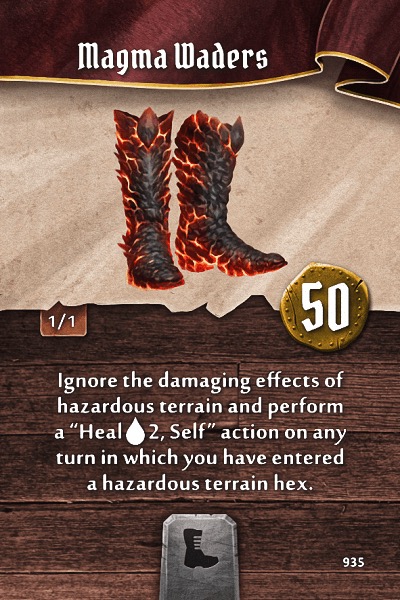 Magma Waders
1/1
50
Ignore the damaging effects of
hazardous terrain and perform
a “Heal 2, Self” action on any
turn in which you have entered
a hazardous terrain hex.
935